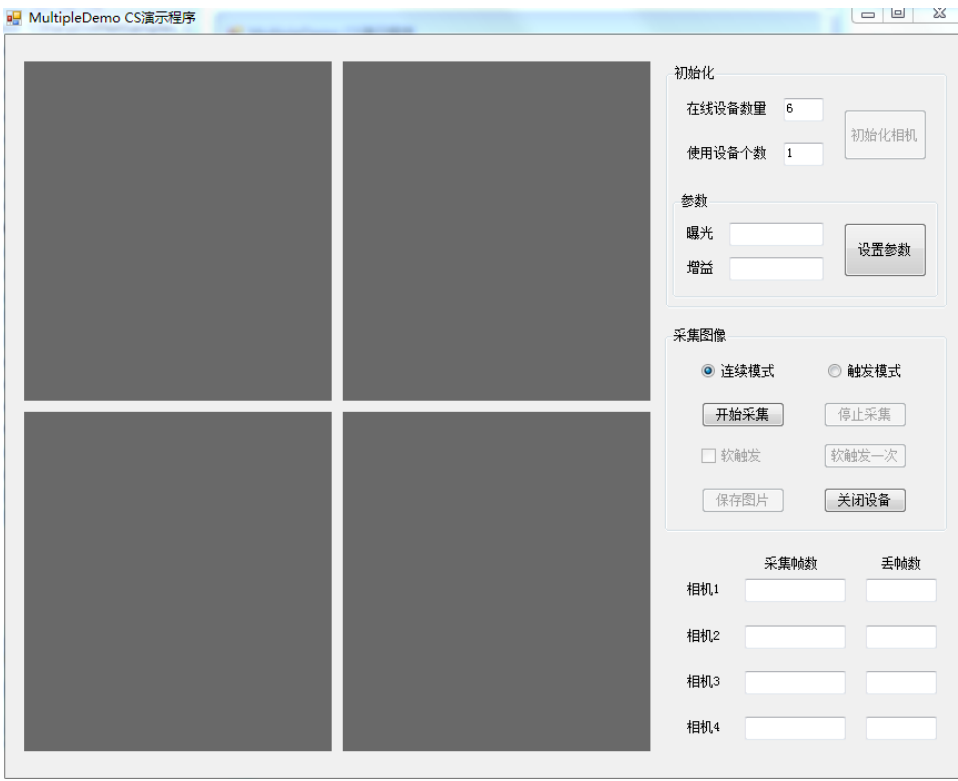 MultipleDemo CS演示程序
初始化
在线设备数量 6
初始化相机
使用设备个数 1
参数
曝光
设置参数
增益
采集图像
连续模式 触发模式
开始采集 停止采集
软触发 软触发一次
保存图片 关闭设备
采集帧数 丢帧数
相机1
相机2
相机3
相机4